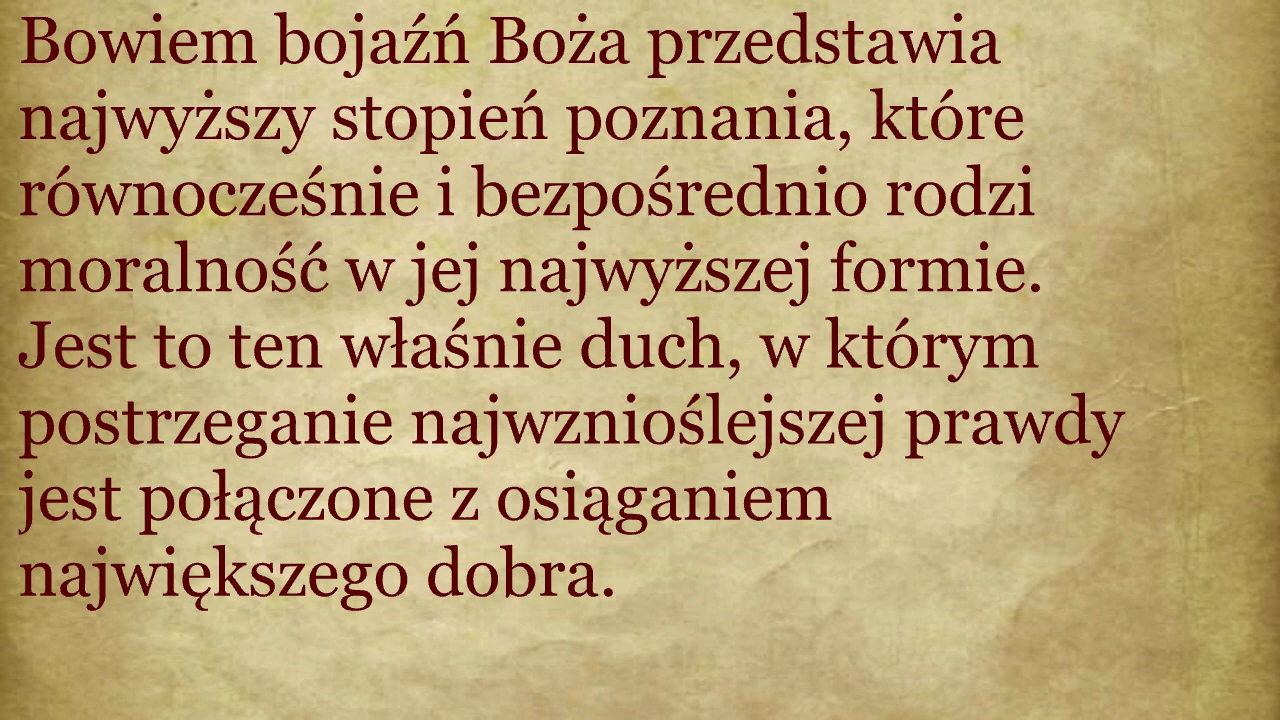 Bowiem bojaźń Boża przedstawia
najwyższy stopień poznania, które
równocześnie i bezpośrednio rodzi
moralność w jej najwyższej formie.
Jest to ten właśnie duch, w którym
postrzeganie najwznioślejszej prawdy
jest połączone z osiąganiem
największego dobra.